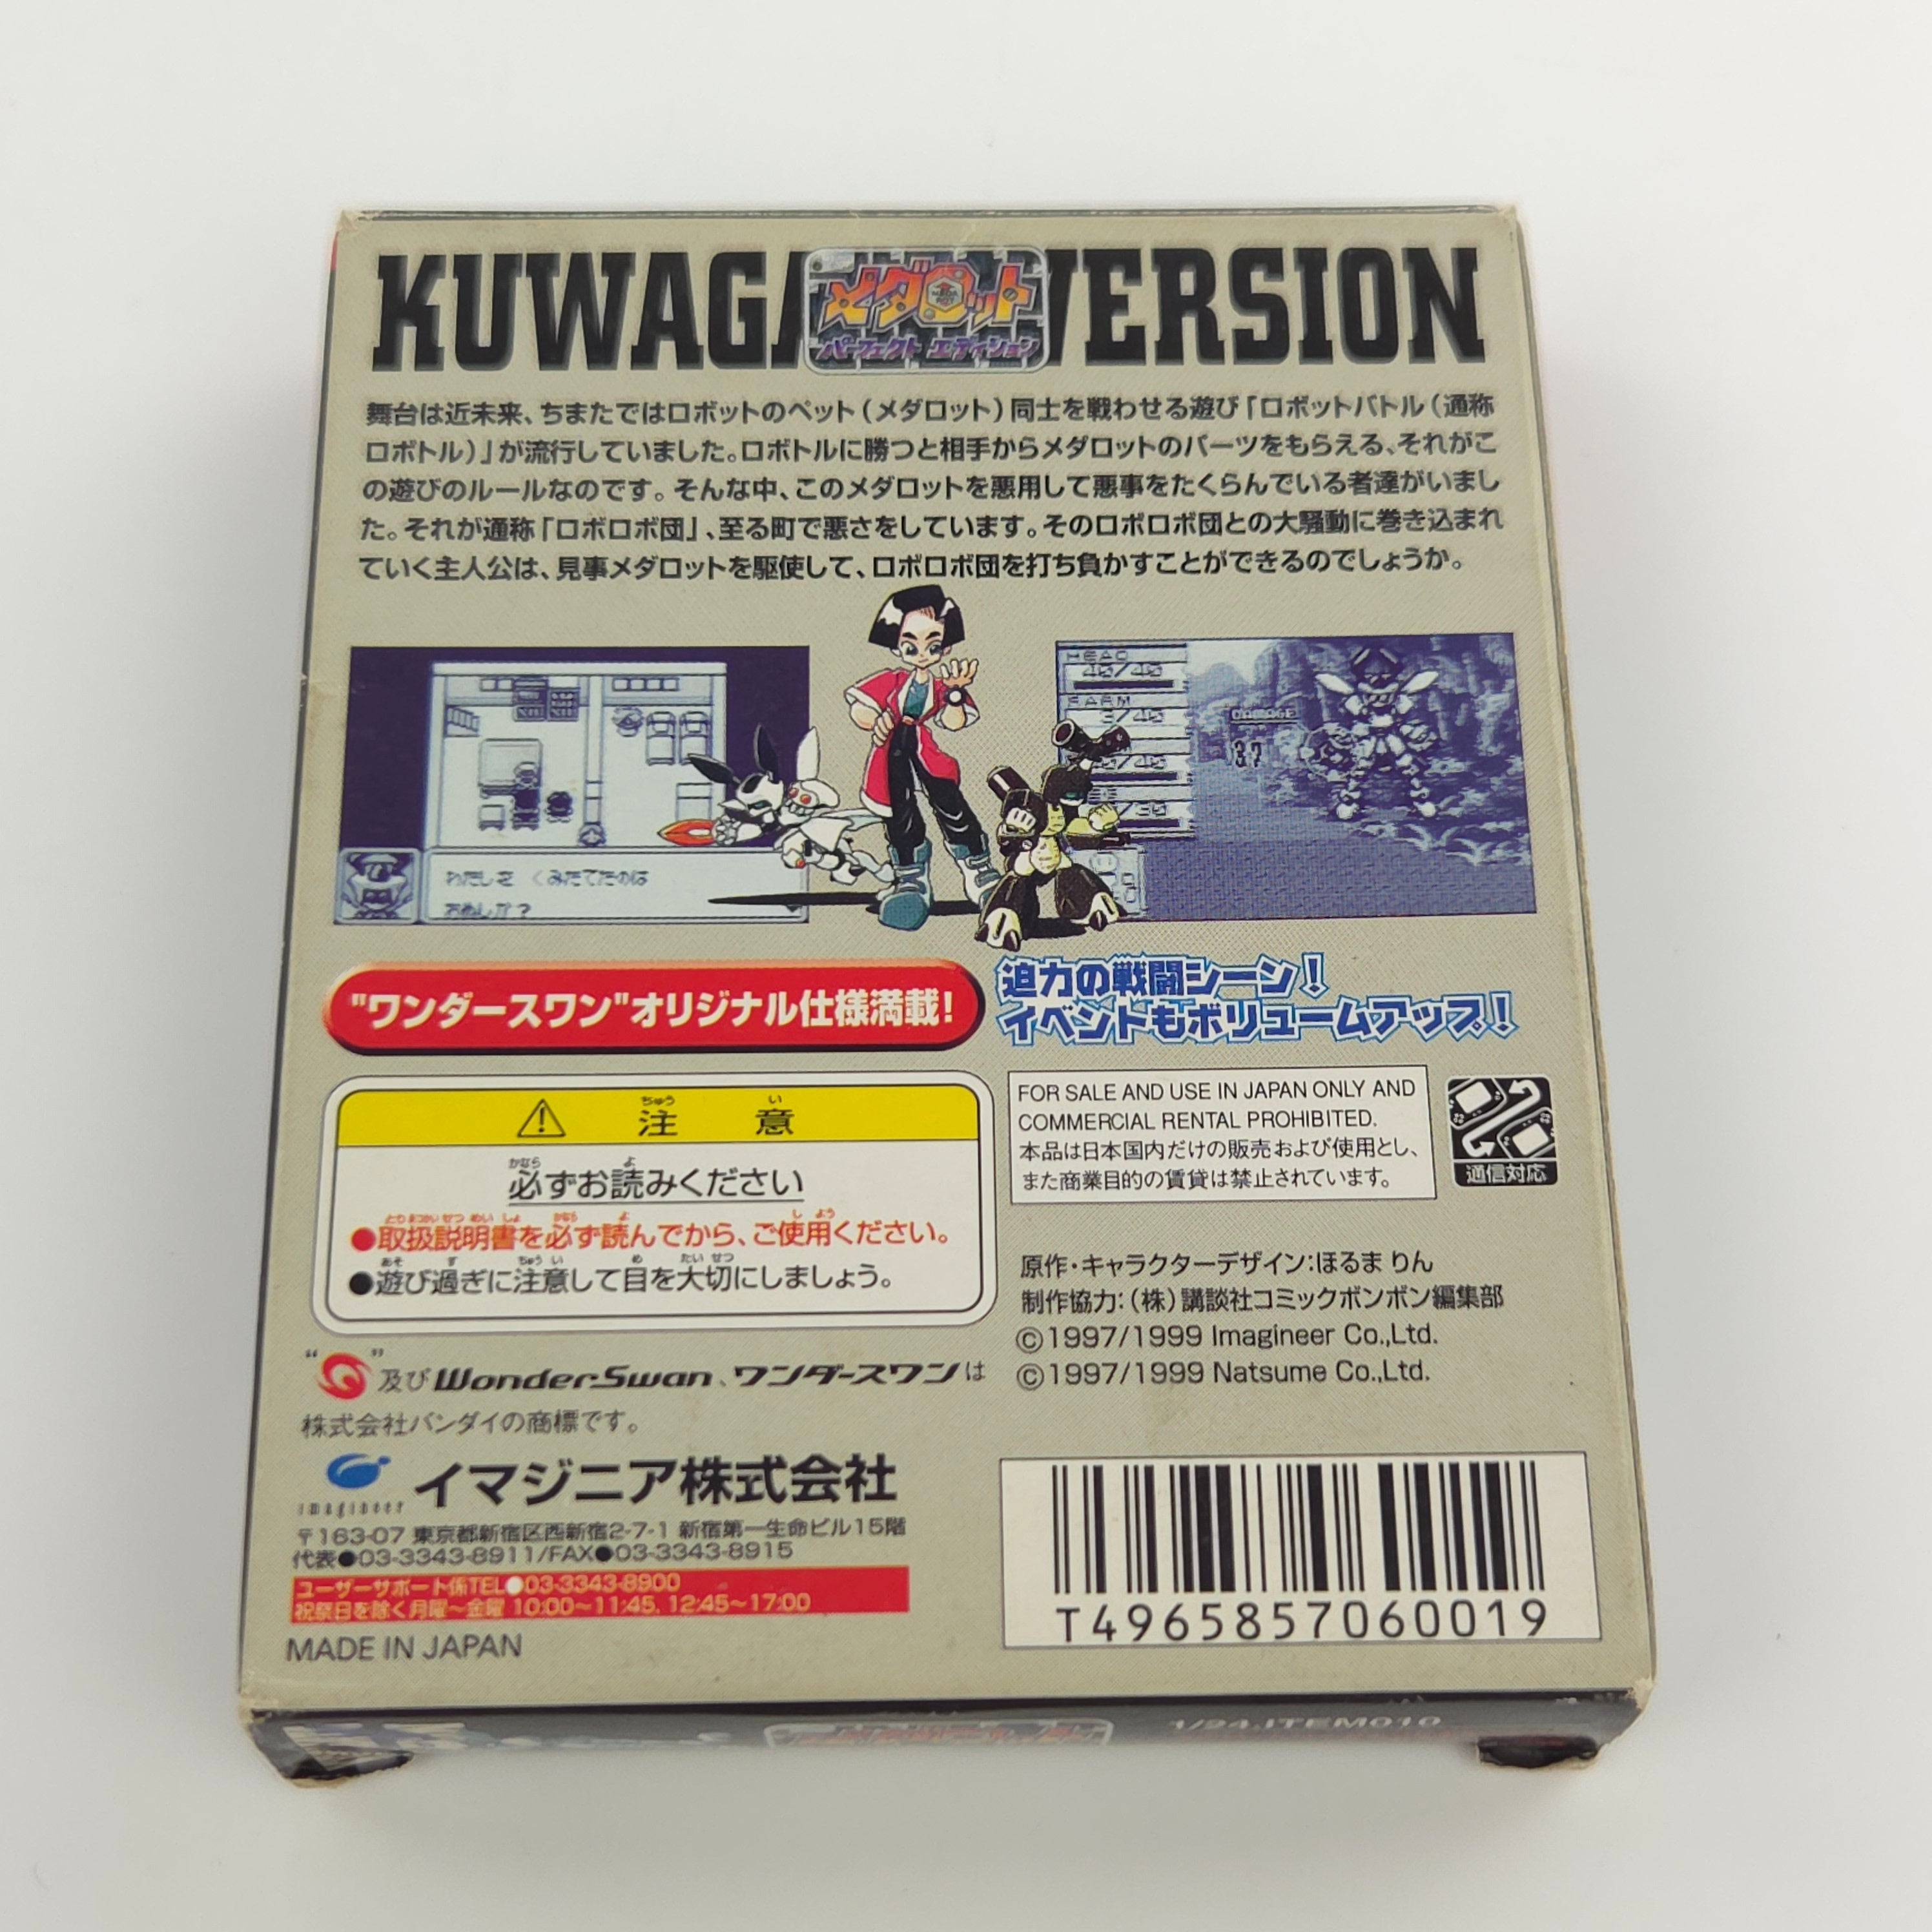 KUWAGA VERSION
メダロット
パーフェクト エディション
舞台は近未来、ちまたではロボットのペット(メダロット)同士を戦わせる遊び「ロボットバトル(通称
ロボトル)」が流行していました。ロボトルに勝つと相手からメダロットのパーツをもらえる、それがこ
の遊びのルールなのです。そんな中、このメダロットを悪用して悪事をたくらんでいる者達がいまし
た。それが通称「ロボロボ団」、至る町で悪さをしています。そのロボロボ団との大騒動に巻き込まれ
ていく主人公は、見事メダロットを駆使して、ロボロボ団を打ち負かすことができるのでしょうか。
わたしを くみたてたのは
おぬしか?
HEAD
40/40
RARM
3/40
DAMAGE
37
"ワンダースワン"オリジナル仕様満載!
迫力の戦闘シーン!
イベントもボリュームアップ!
注意
必ずお読みください
●取扱説明書を必ず読んでから、ご使用ください。
●遊び過ぎに注意して目を大切にしましょう。
FOR SALE AND USE IN JAPAN ONLY AND
COMMERCIAL RENTAL PROHIBITED.
本品は日本国内だけの販売および使用とし、
また商業目的の賃貸は禁止されています。
通信対応
原作・キャラクターデザイン:ほるま りん
制作協力:(株)講談社コミックボンボン編集部
©1997/1999 Imagineer Co.,Ltd.
©1997/1999 Natsume Co.,Ltd.
“ ”及びWonderSwan、ワンダースワンは
株式会社バンダイの商標です。
imagineer イマジニア株式会社
〒163-07 東京都新宿区西新宿2-7-1 新宿第一生命ビル15階
代表●03-3343-8911/FAX●03-3343-8915
ユーザーサポート係TEL●03-3343-8900
祝祭日を除く月曜~金曜 10:00~11:45, 12:45~17:00
MADE IN JAPAN
T4965857060019
1/24.ITEM010